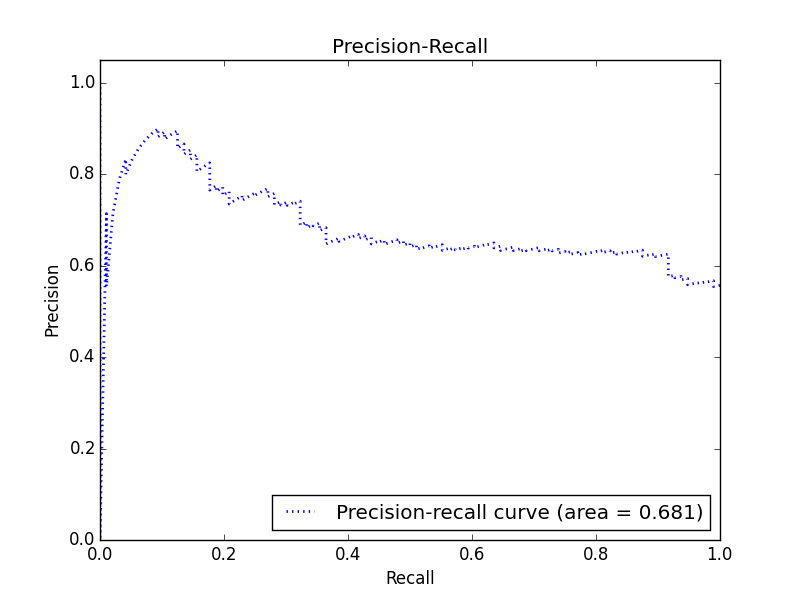 Precision-Recall
1.0
0.8
0.6
0.4
0.2
0.0
Precision
Precision-recall curve (area = 0.681)
0.0 0.2 0.4 0.6 0.8 1.0
Recall